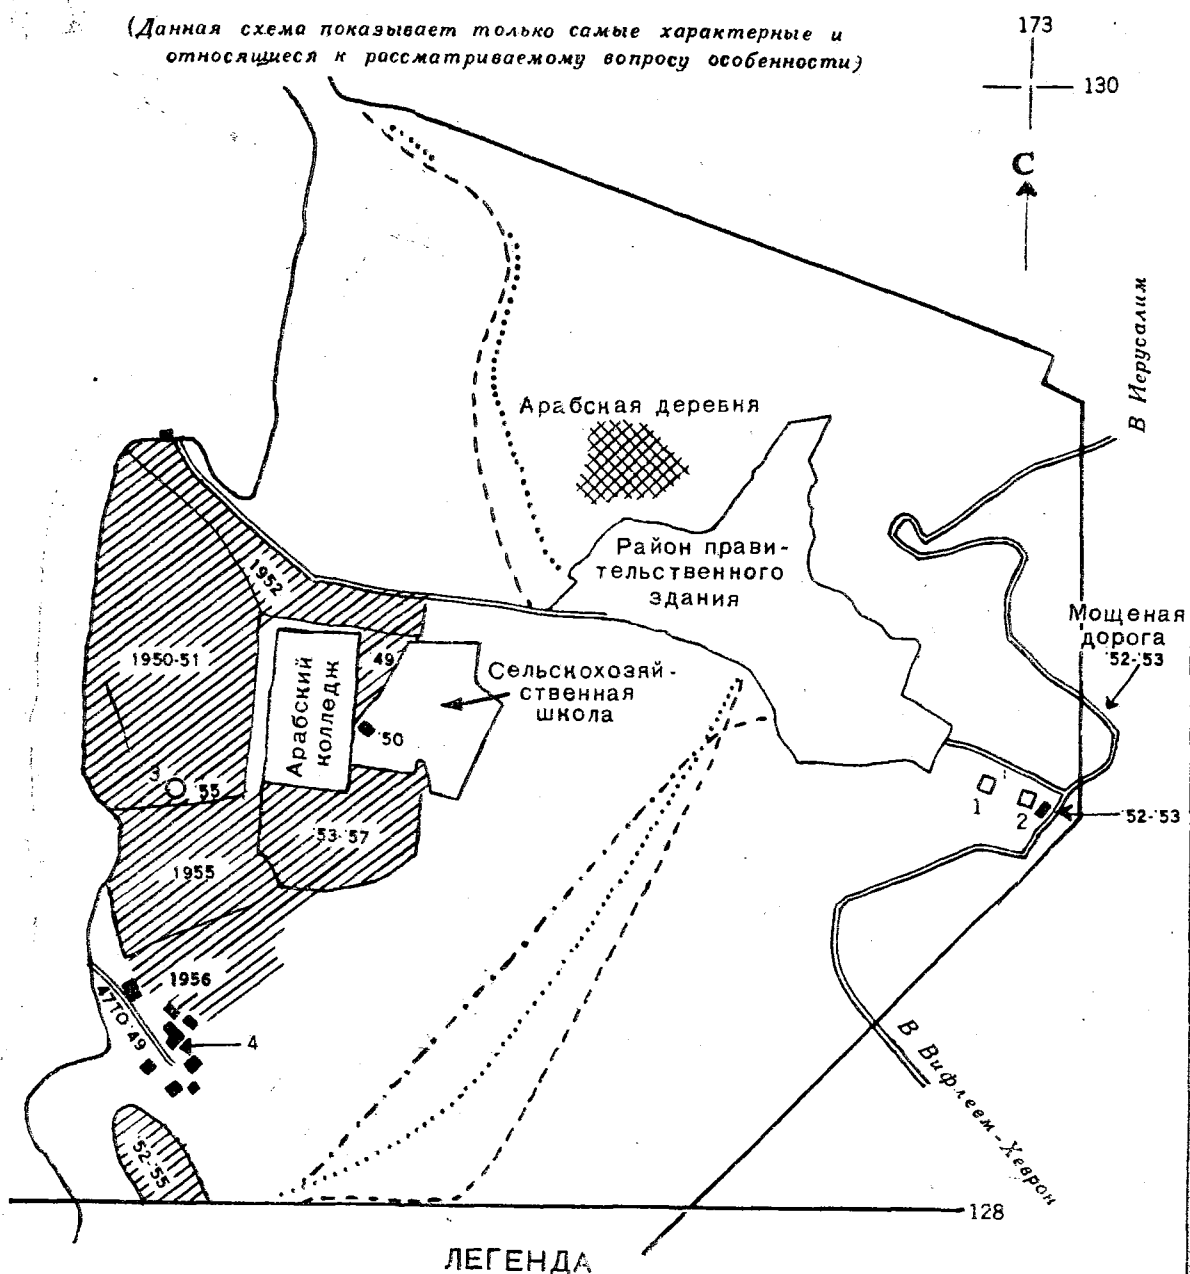 (Данная схема показывает только самые характерные и
относящиеся к рассматриваемому вопросу особенности)
173
130
С
В Иерусалим
Арабская деревня
Район прави-
тельственного
здания
Мощеная
дорога
'52-'53
1952
1950-51
49
Сельскохозяй-
ственная
школа
Арабский
колледж
'50
3
'55
1
2
'52-'53
'53-'57
1955
1956
47ТО'49
4
В Вифлеем-Хеврон
'52-'55
128
ЛЕГЕНДА